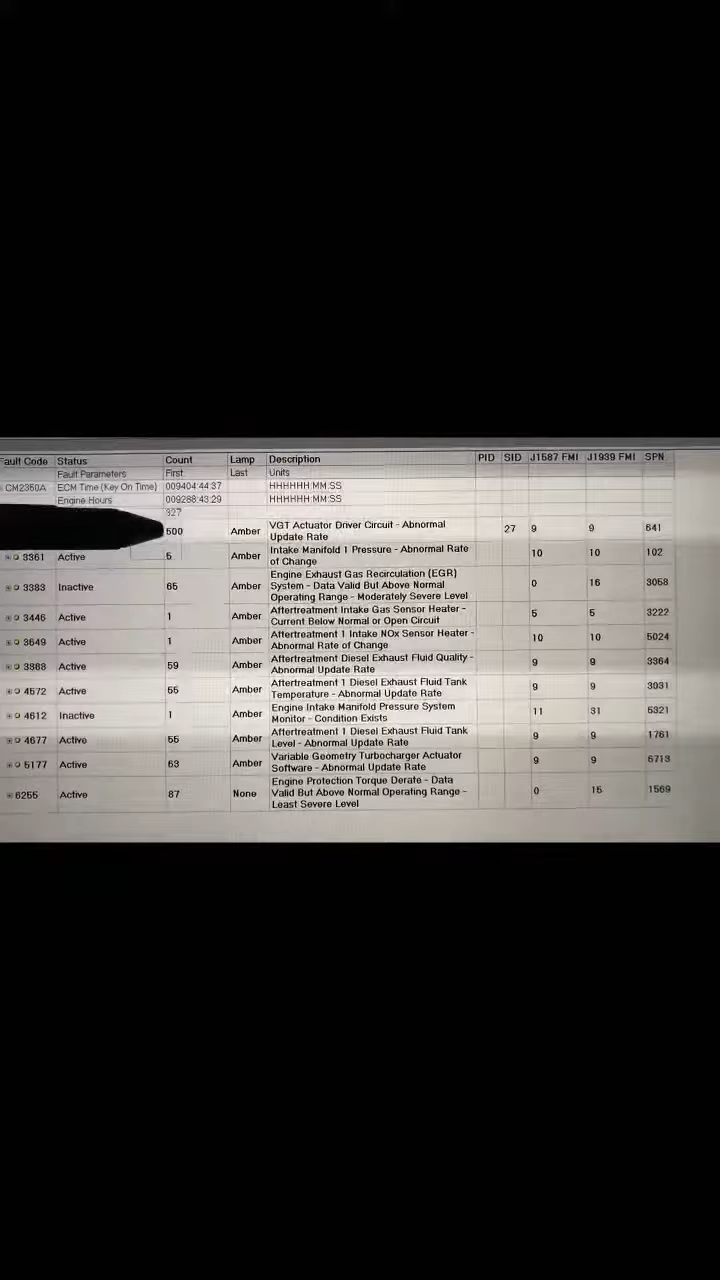 Fault Code Status Count Lamp Description PID SID J1587 FMI J1939 FMI SPN
Fault Parameters First Last Units
CM2350A ECM Time (Key On Time) 009404:44:37 HHHHHH:MM:SS
Engine Hours 009288:43:29 HHHHHH:MM:SS
327
500 Amber VGT Actuator Driver Circuit - Abnormal 27 9 9 641
Update Rate
3361 Active 5 Amber Intake Manifold 1 Pressure - Abnormal Rate 10 10 102
of Change
Engine Exhaust Gas Recirculation (EGR)
3383 Inactive 65 Amber System - Data Valid But Above Normal 0 16 3058
Operating Range - Moderately Severe Level
3446 Active 1 Amber Aftertreatment Intake Gas Sensor Heater - 5 5 3222
Current Below Normal or Open Circuit
3649 Active 1 Amber Aftertreatment 1 Intake NOx Sensor Heater - 10 10 5024
Abnormal Rate of Change
3868 Active 59 Amber Aftertreatment Diesel Exhaust Fluid Quality - 9 9 3364
Abnormal Update Rate
4572 Active 55 Amber Aftertreatment 1 Diesel Exhaust Fluid Tank 9 9 3031
Temperature - Abnormal Update Rate
4612 Inactive 1 Amber Engine Intake Manifold Pressure System 11 31 5321
Monitor - Condition Exists
4677 Active 55 Amber Aftertreatment 1 Diesel Exhaust Fluid Tank 9 9 1761
Level - Abnormal Update Rate
5177 Active 63 Amber Variable Geometry Turbocharger Actuator 9 9 5713
Software - Abnormal Update Rate
Engine Protection Torque Derate - Data
6255 Active 87 None Valid But Above Normal Operating Range - 0 15 1569
Least Severe Level